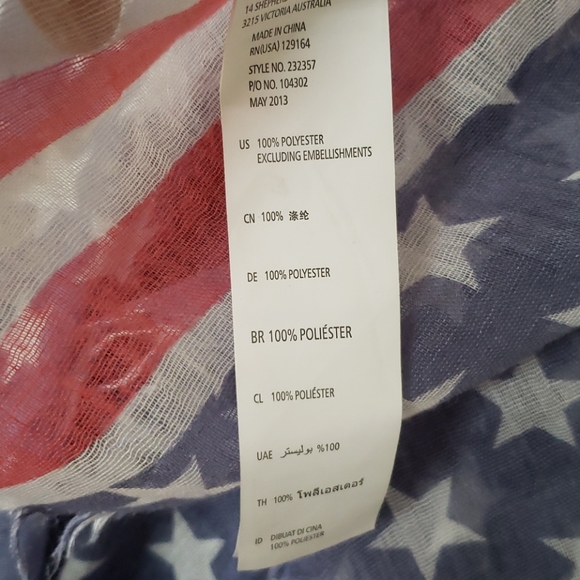 14 SHEPHERD
3215 VICTORIA AUSTRALIA
MADE IN CHINA
RN(USA) 129164
STYLE NO. 232357
P/O NO. 104302
MAY 2013
US 100% POLYESTER
EXCLUDING EMBELLISHMENTS
CN 100% 涤纶
DE 100% POLYESTER
BR 100% POLIÉSTER
CL 100% POLIÉSTER
UAE بوليستر %100
TH 100% โพลีเอสเตอร์
ID DIBUAT DI CINA
100% POLIESTER